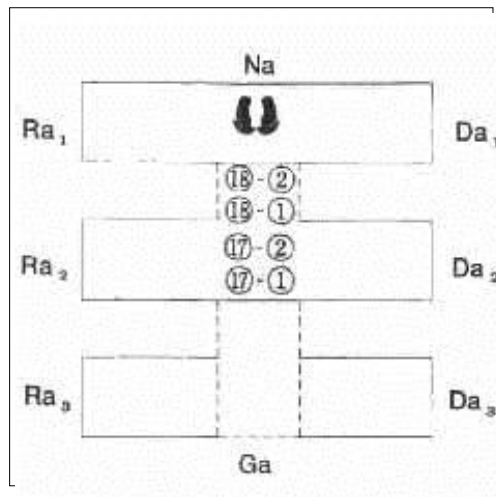 Na
Ra₁ Da₁
⑱-②
⑱-①
⑰-②
Ra₂ Da₂
⑰-①
Ra₃ Da₃
Ga